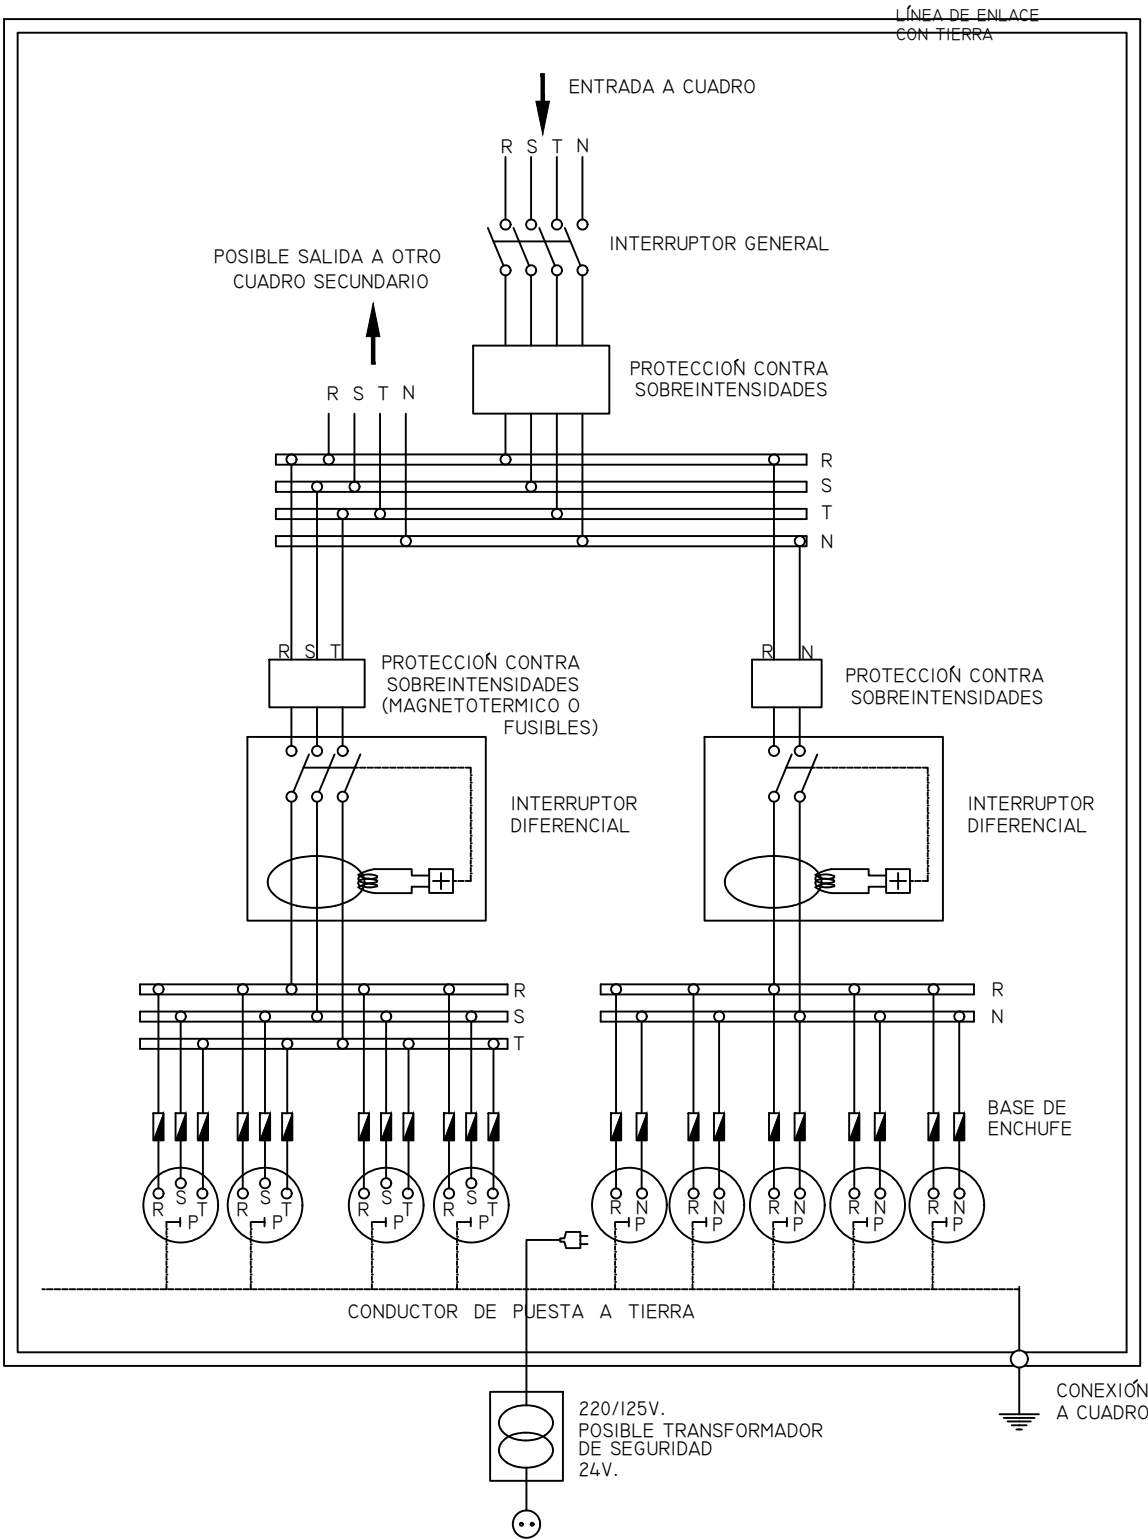 LÍNEA DE ENLACE
CON TIERRA
ENTRADA A CUADRO
R S T N
INTERRUPTOR GENERAL
POSIBLE SALIDA A OTRO
CUADRO SECUNDARIO
PROTECCIÓN CONTRA
SOBREINTENSIDADES
R S T N
R
S
T
N
R S T
PROTECCIÓN CONTRA
SOBREINTENSIDADES
(MAGNETOTERMICO O
FUSIBLES)
R N
PROTECCIÓN CONTRA
SOBREINTENSIDADES
INTERRUPTOR
DIFERENCIAL
INTERRUPTOR
DIFERENCIAL
R
S
T
R
N
BASE DE
ENCHUFE
R S T P
R S T P
R S T P
R S T P
R N P
R N P
R N P
R N P
R N P
CONDUCTOR DE PUESTA A TIERRA
CONEXIÓN
A CUADRO
220/125V.
POSIBLE TRANSFORMADOR
DE SEGURIDAD
24V.